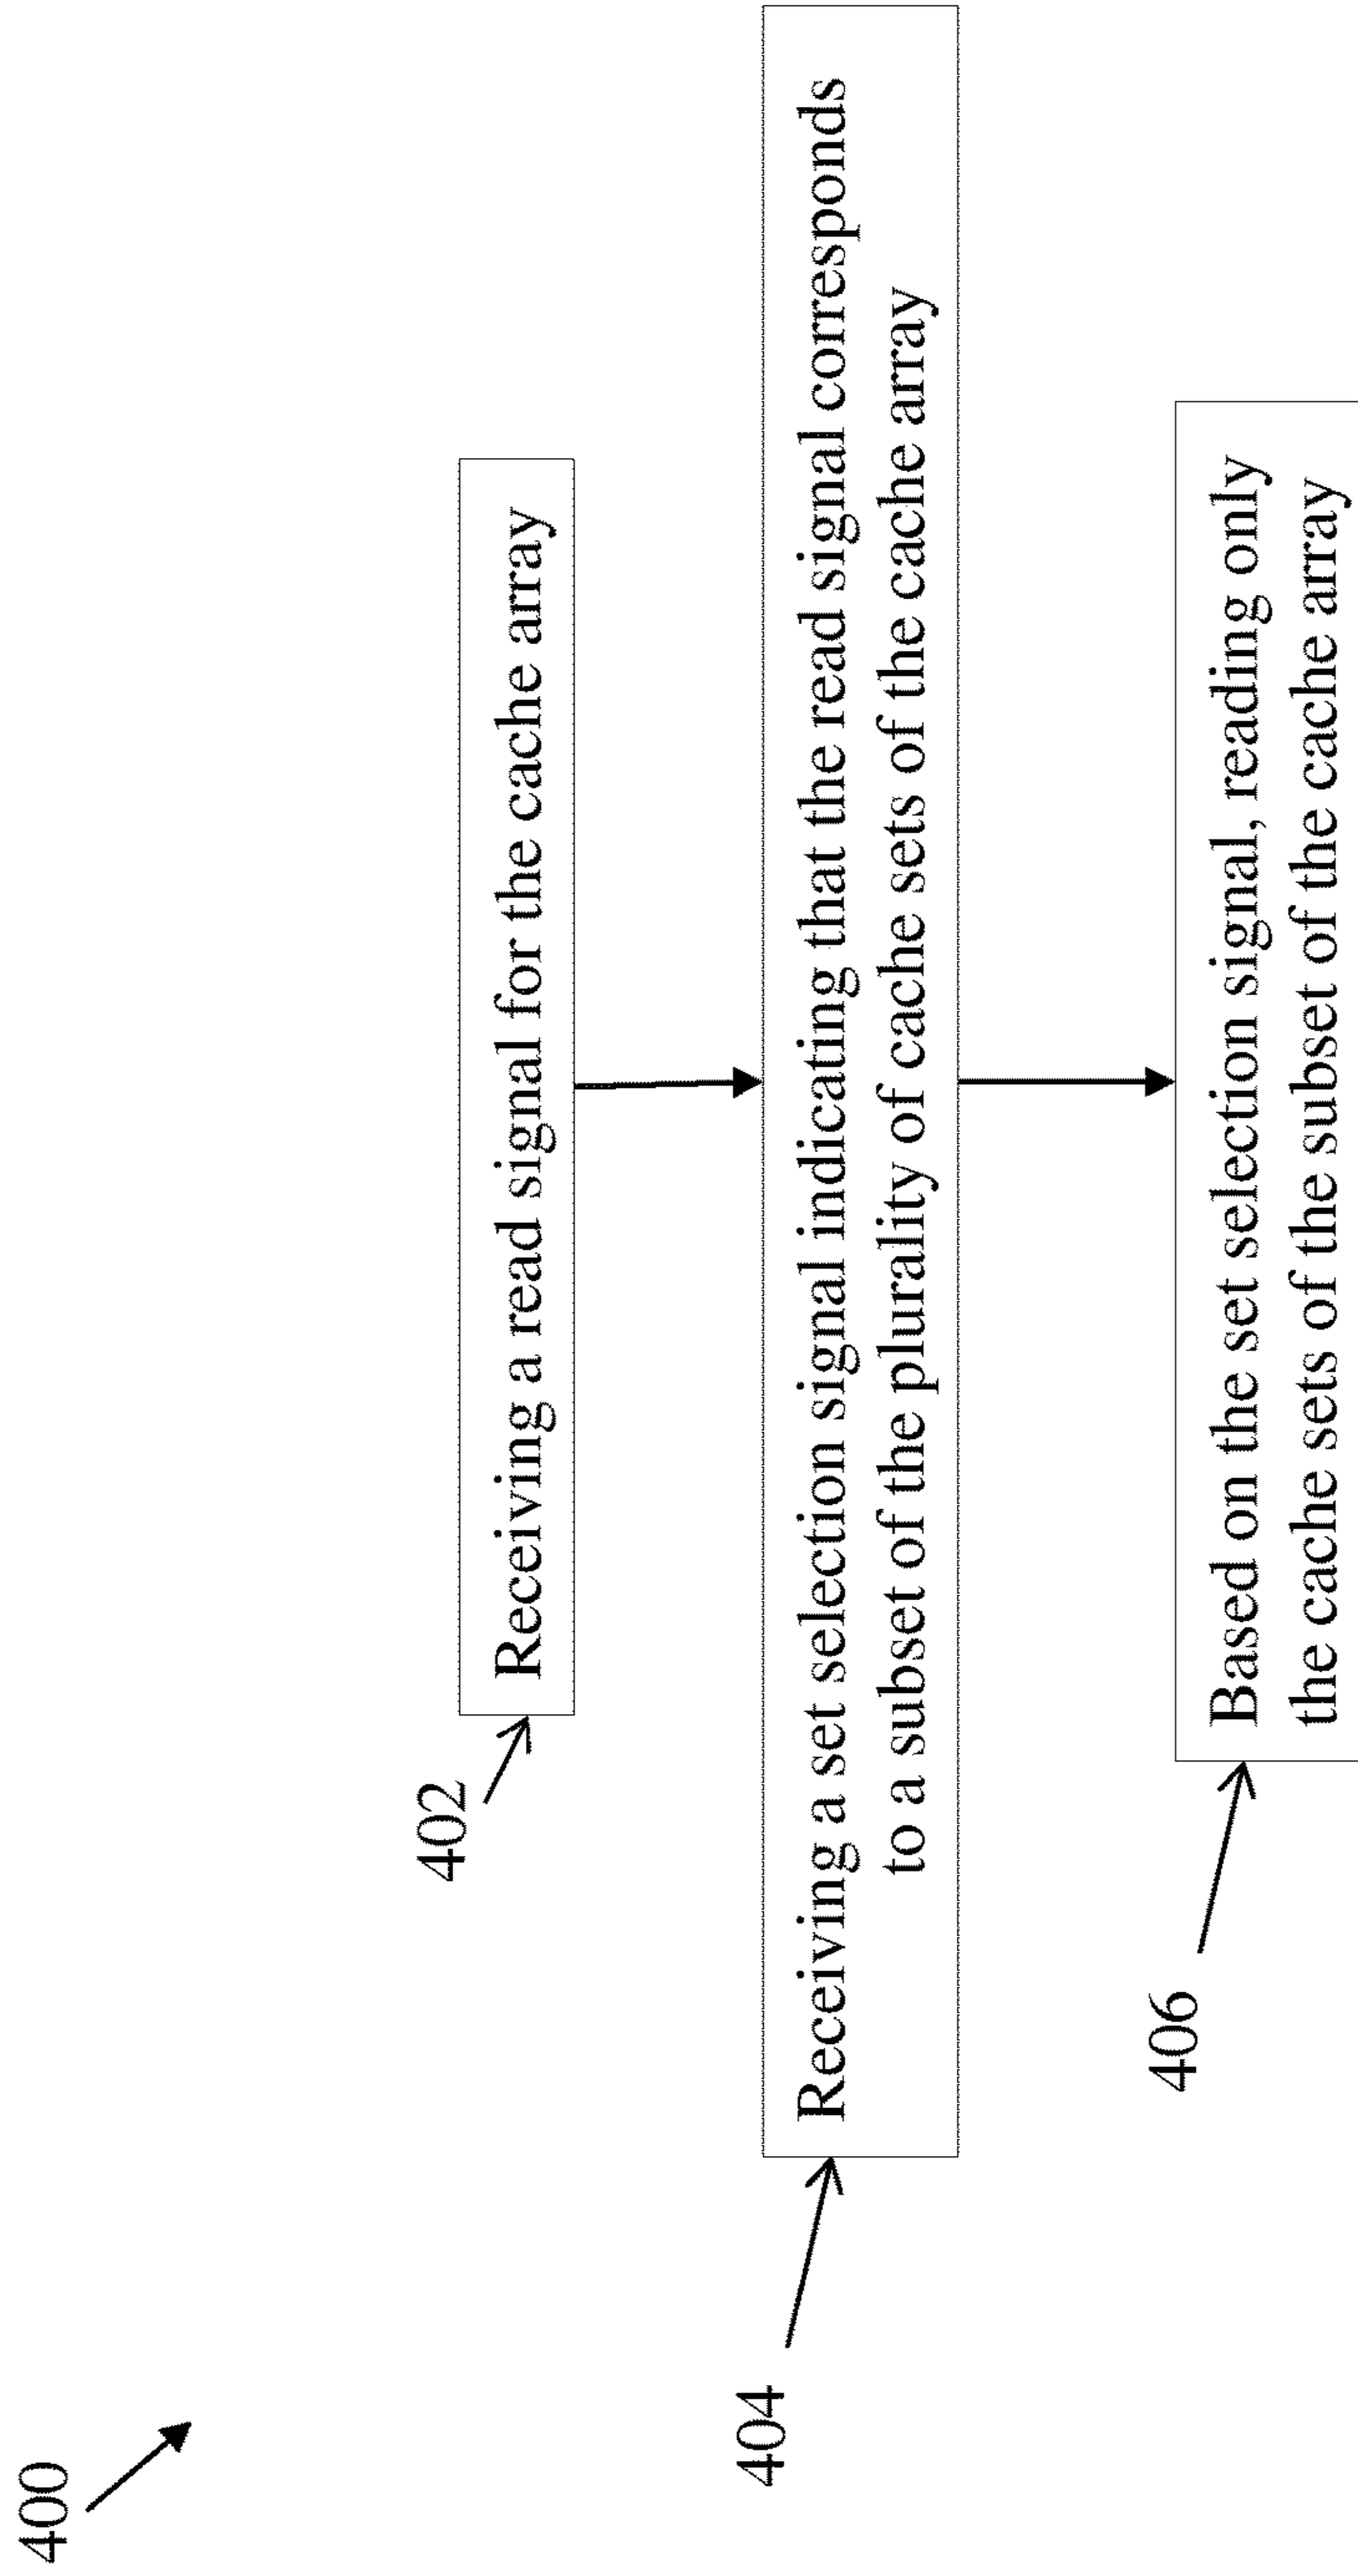 400
402
Receiving a read signal for the cache array
404
Receiving a set selection signal indicating that the read signal corresponds
to a subset of the plurality of cache sets of the cache array
406
Based on the set selection signal, reading only
the cache sets of the subset of the cache array